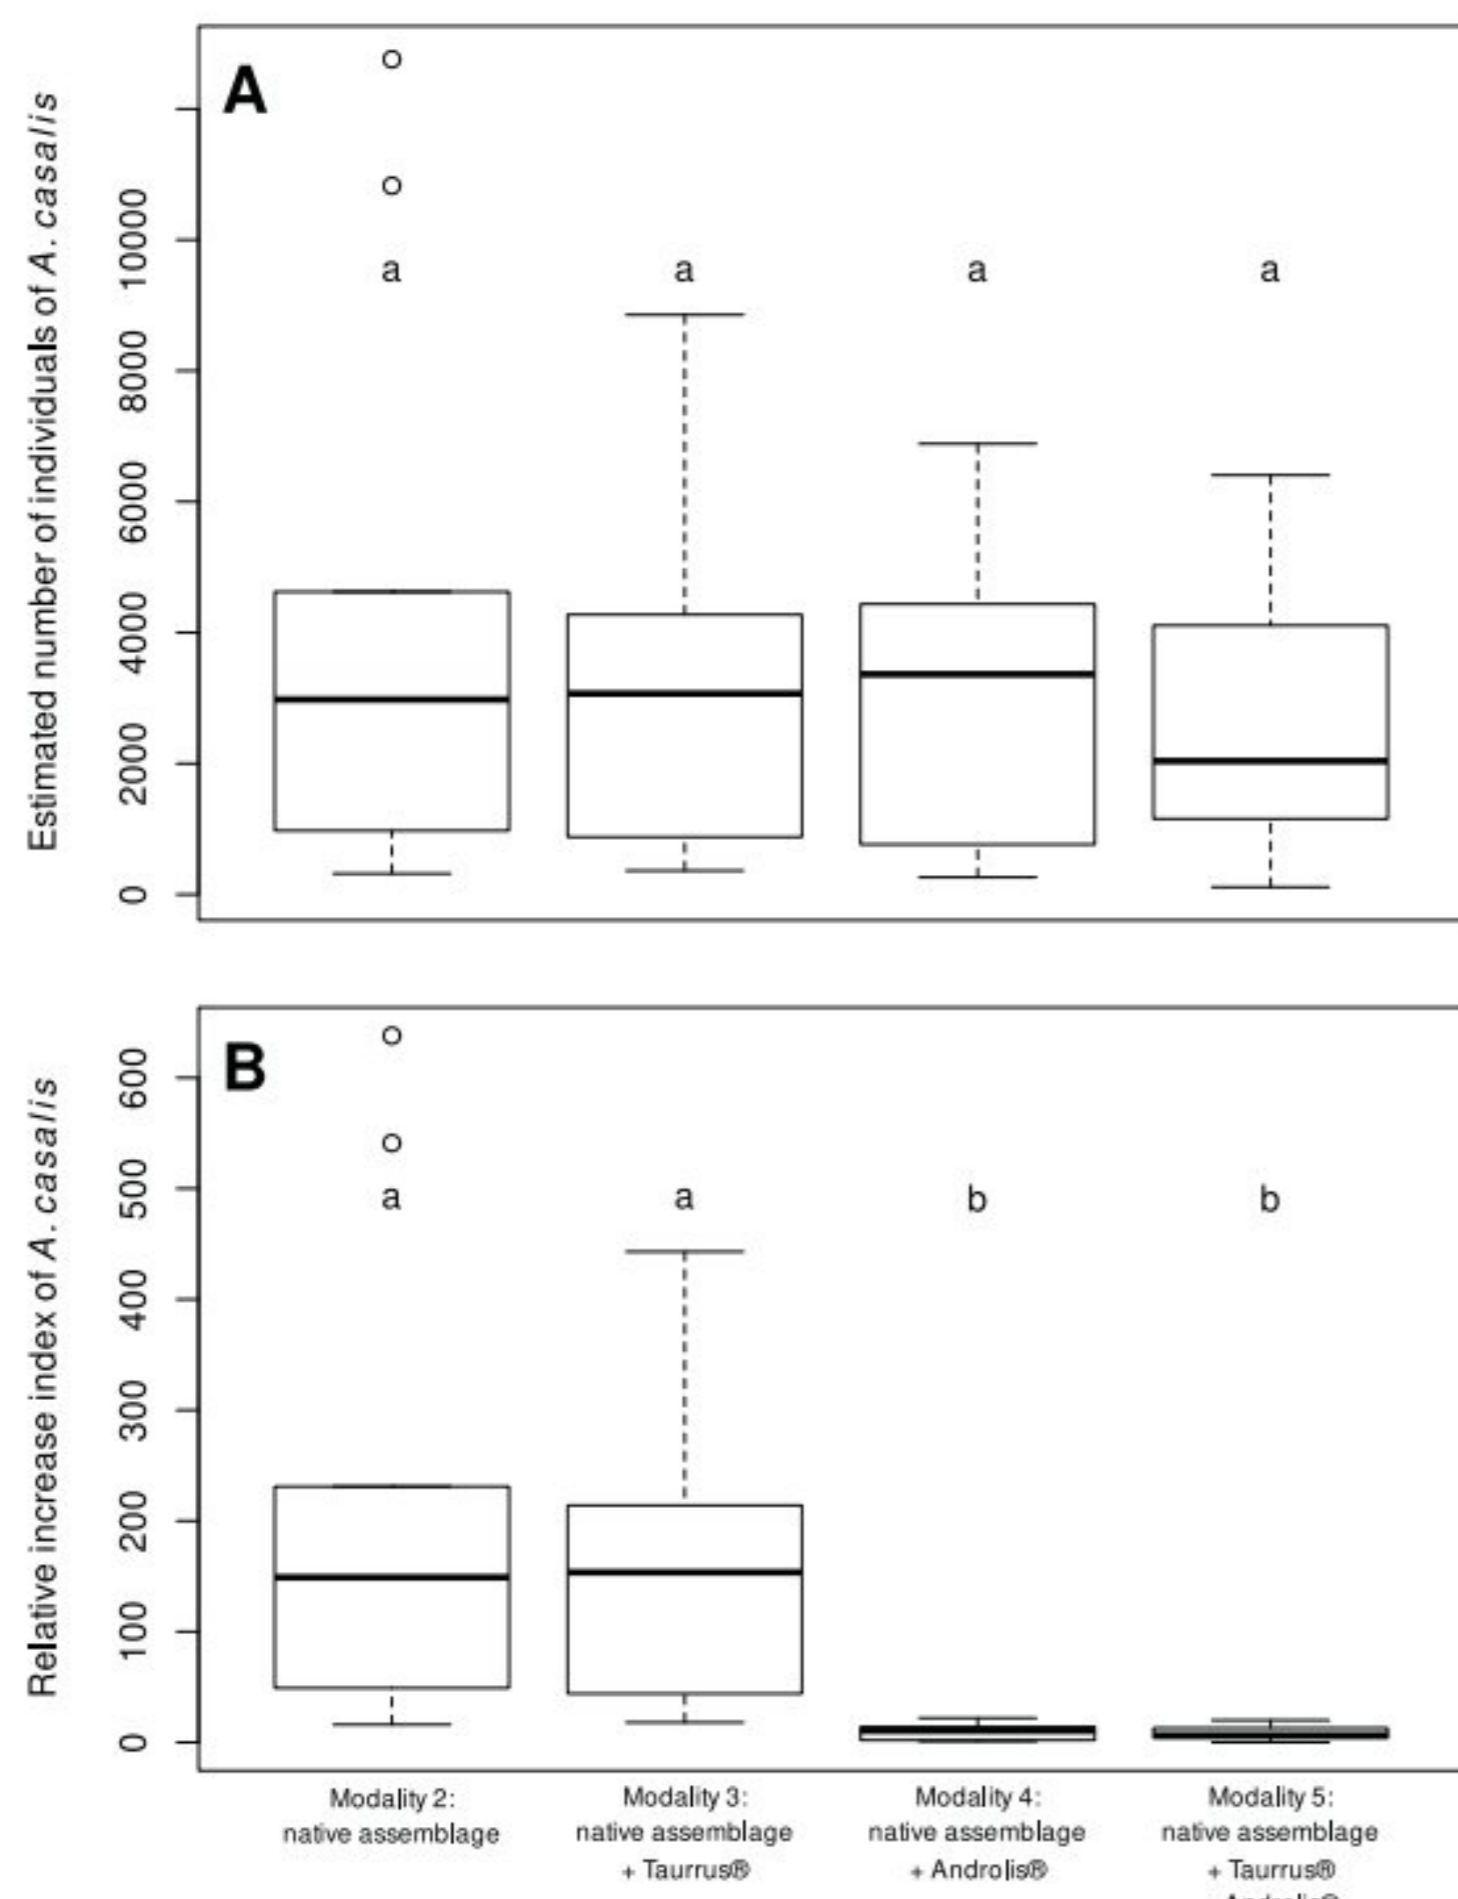 A
Estimated number of individuals of A. casalis
10000
8000
6000
4000
2000
0
a a a a
B
Relative increase index of A. casalis
600
500
400
300
200
100
0
a a b b
Modality 2: Modality 3: Modality 4: Modality 5:
native assemblage native assemblage native assemblage native assemblage
+ Taurrus® + Androlis® + Taurrus®
Androlis®